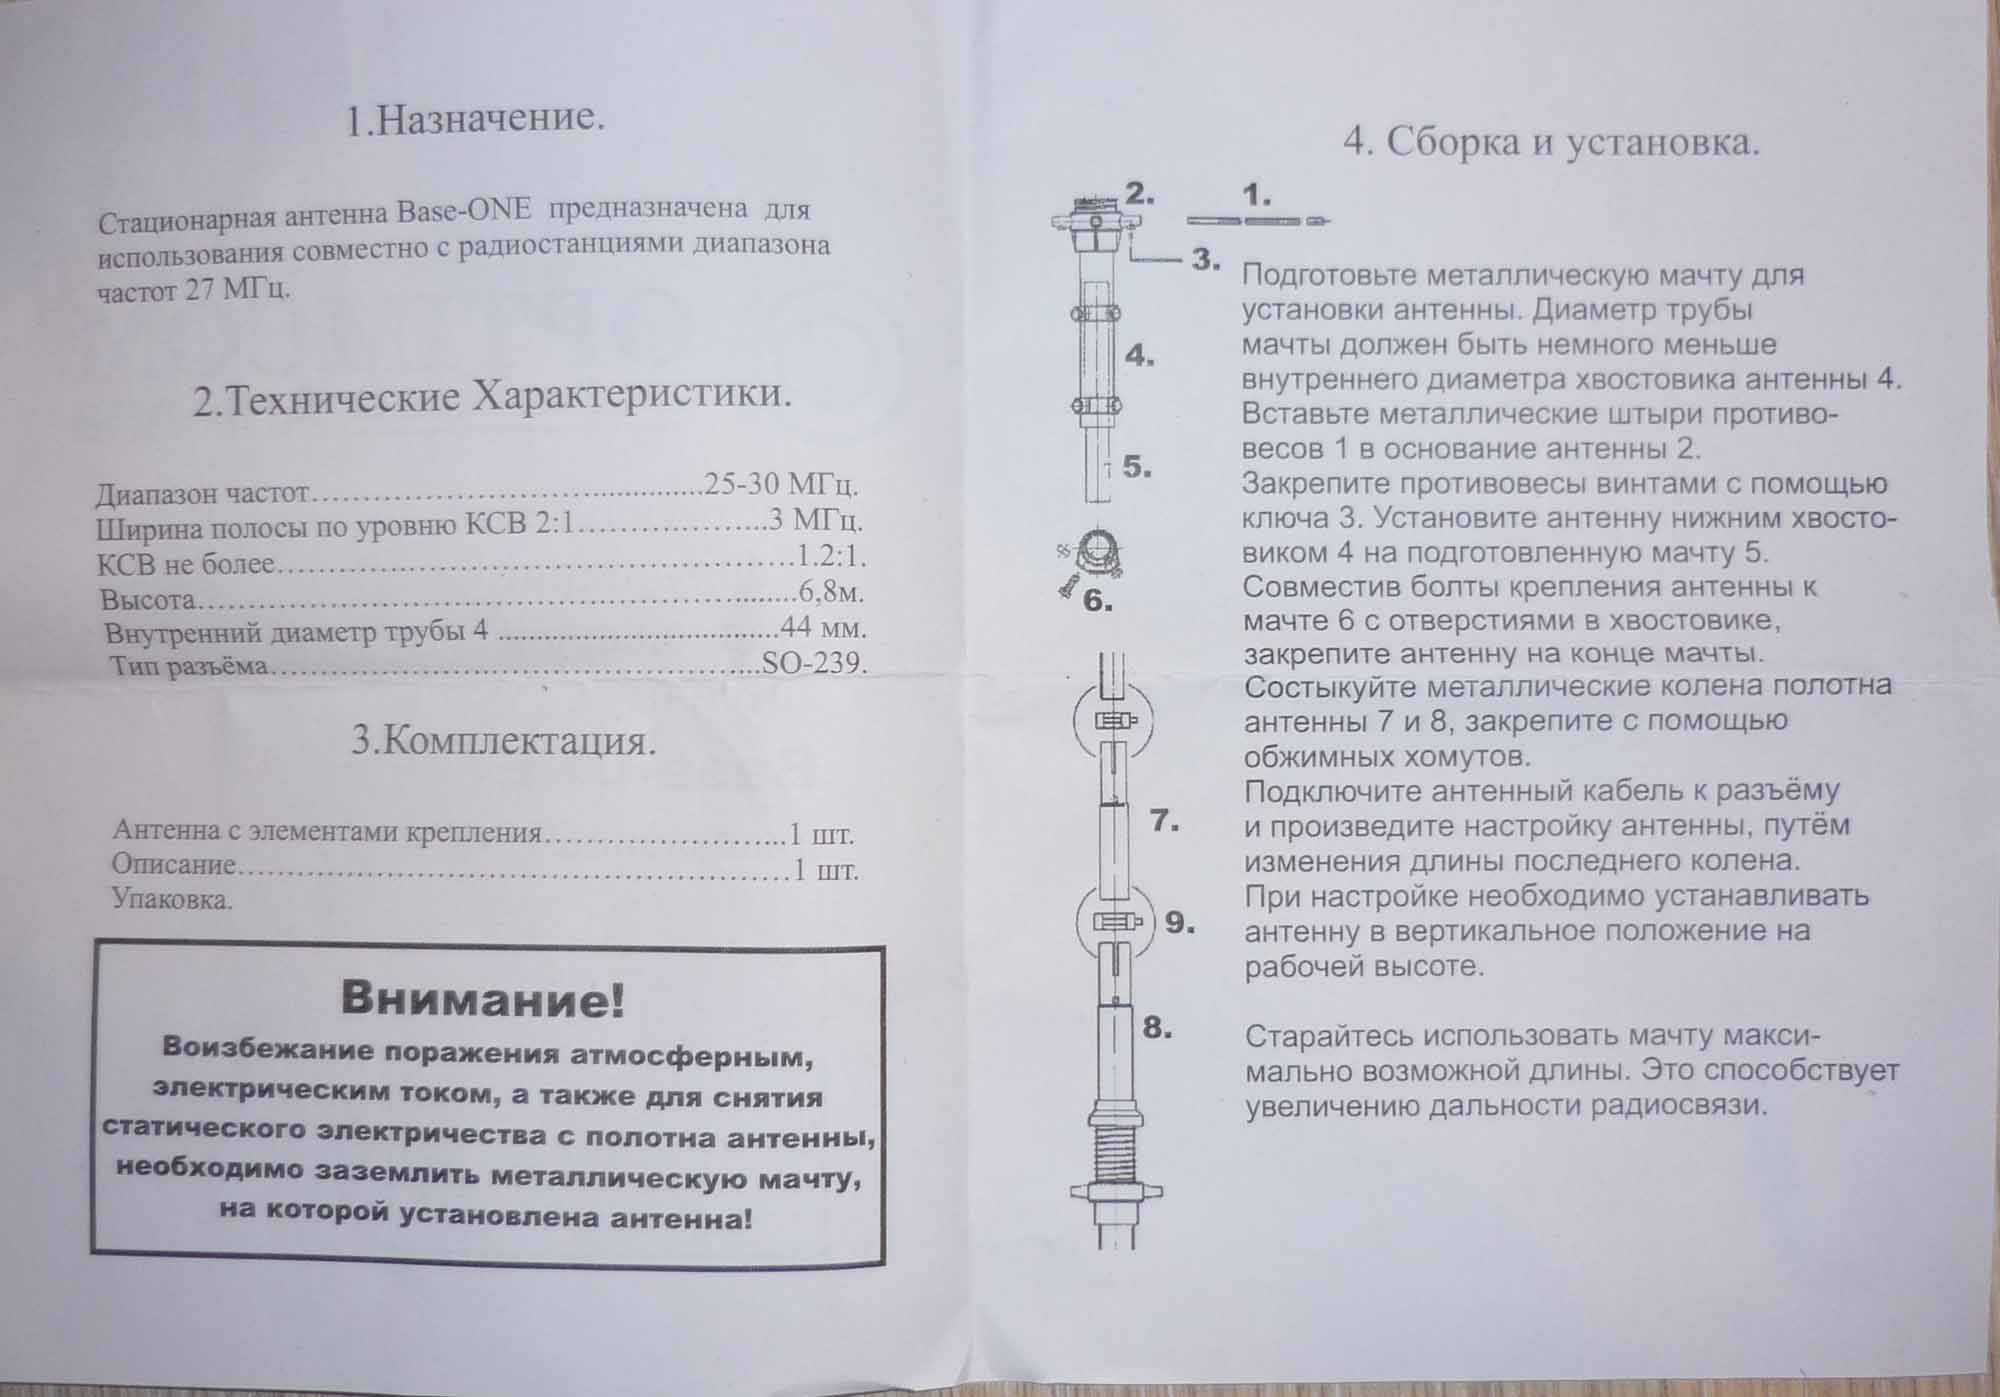 1.Назначение.
Стационарная антенна Base-ONE предназначена для
использования совместно с радиостанциями диапазона
частот 27 МГц.
2.Технические Характеристики.
Диапазон частот……………………………………25-30 МГц.
Ширина полосы по уровню КСВ 2:1………………..3 МГц.
КСВ не более……………………………………………….1.2:1.
Высота……………………………………………………..6,8м.
Внутренний диаметр трубы 4 ……………………………..44 мм.
Тип разъёма…………………………………………..SO-239.
3.Комплектация.
Антенна с элементами крепления……………………...1 шт.
Описание…………………………………………………….1 шт.
Упаковка.
Внимание!
Воизбежание поражения атмосферным,
электрическим током, а также для снятия
статического электричества с полотна антенны,
необходимо заземлить металлическую мачту,
на которой установлена антенна!
4. Сборка и установка.
2.
1.
3.
4.
5.
6.
7.
9.
8.
Подготовьте металлическую мачту для
установки антенны. Диаметр трубы
мачты должен быть немного меньше
внутреннего диаметра хвостовика антенны 4.
Вставьте металлические штыри противо-
весов 1 в основание антенны 2.
Закрепите противовесы винтами с помощью
ключа 3. Установите антенну нижним хвосто-
виком 4 на подготовленную мачту 5.
Совместив болты крепления антенны к
мачте 6 с отверстиями в хвостовике,
закрепите антенну на конце мачты.
Состыкуйте металлические колена полотна
антенны 7 и 8, закрепите с помощью
обжимных хомутов.
Подключите антенный кабель к разъёму
и произведите настройку антенны, путём
изменения длины последнего колена.
При настройке необходимо устанавливать
антенну в вертикальное положение на
рабочей высоте.
Старайтесь использовать мачту макси-
мально возможной длины. Это способствует
увеличению дальности радиосвязи.